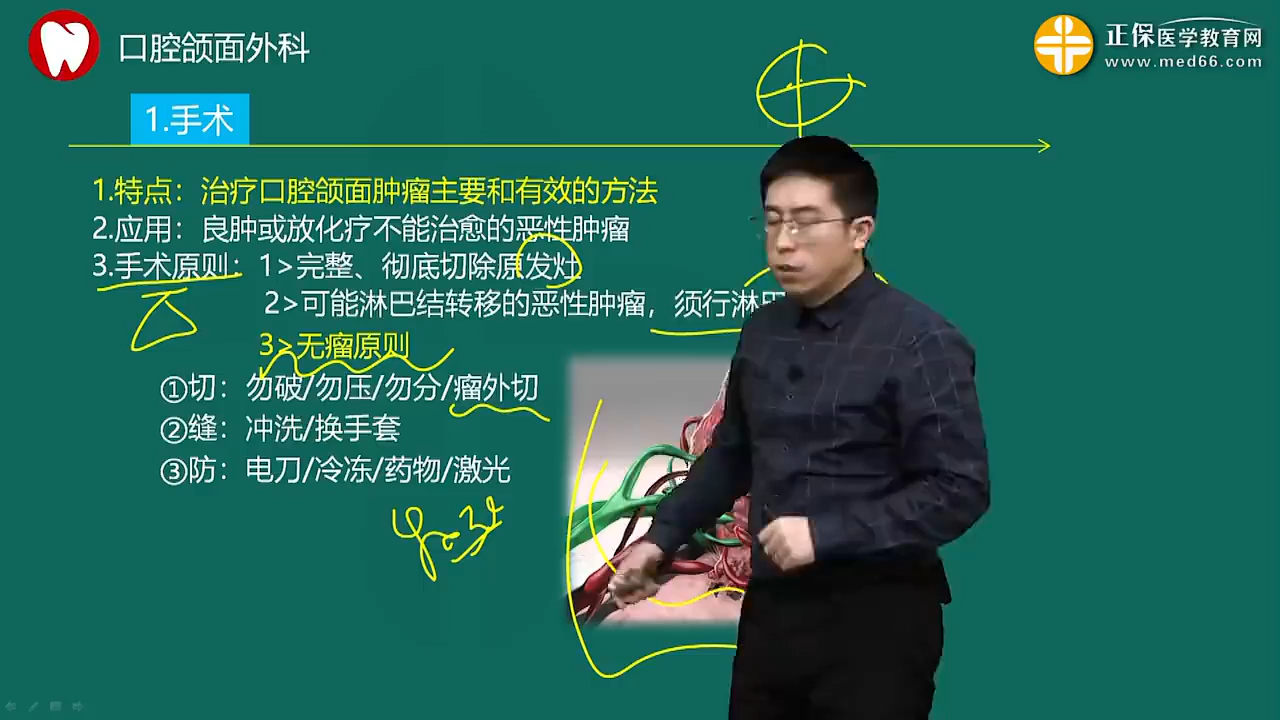 口腔颌面外科
正保医学教育网
www.med66.com
1.手术
1.特点：治疗口腔颌面肿瘤主要和有效的方法
2.应用：良肿或放化疗不能治愈的恶性肿瘤
3.手术原则：1>完整、彻底切除原发灶
2>可能淋巴结转移的恶性肿瘤，须行淋巴
3>无瘤原则
①切：勿破/勿压/勿分/瘤外切
②缝：冲洗/换手套
③防：电刀/冷冻/药物/激光